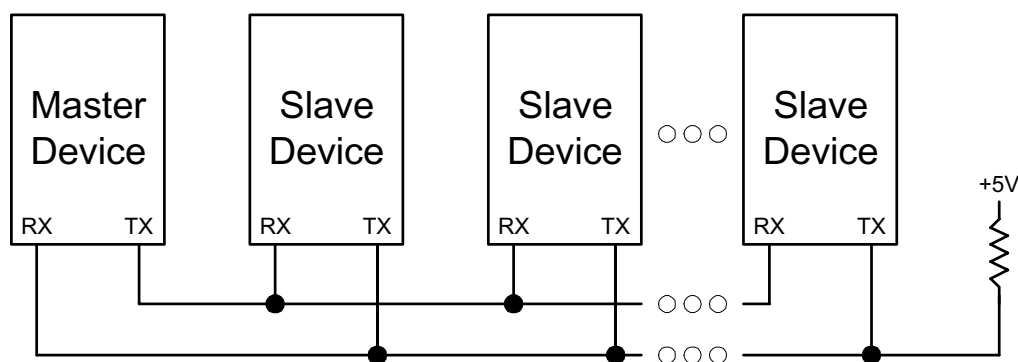 Master
Device
Slave
Device
Slave
Device
Slave
Device
RX TX
RX TX
RX TX
RX TX
+5V